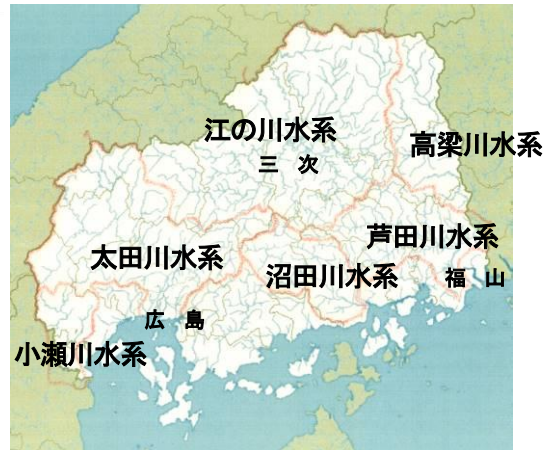 江の川水系
高梁川水系
三 次
芦田川水系
太田川水系
沼田川水系
福 山
広 島
小瀬川水系